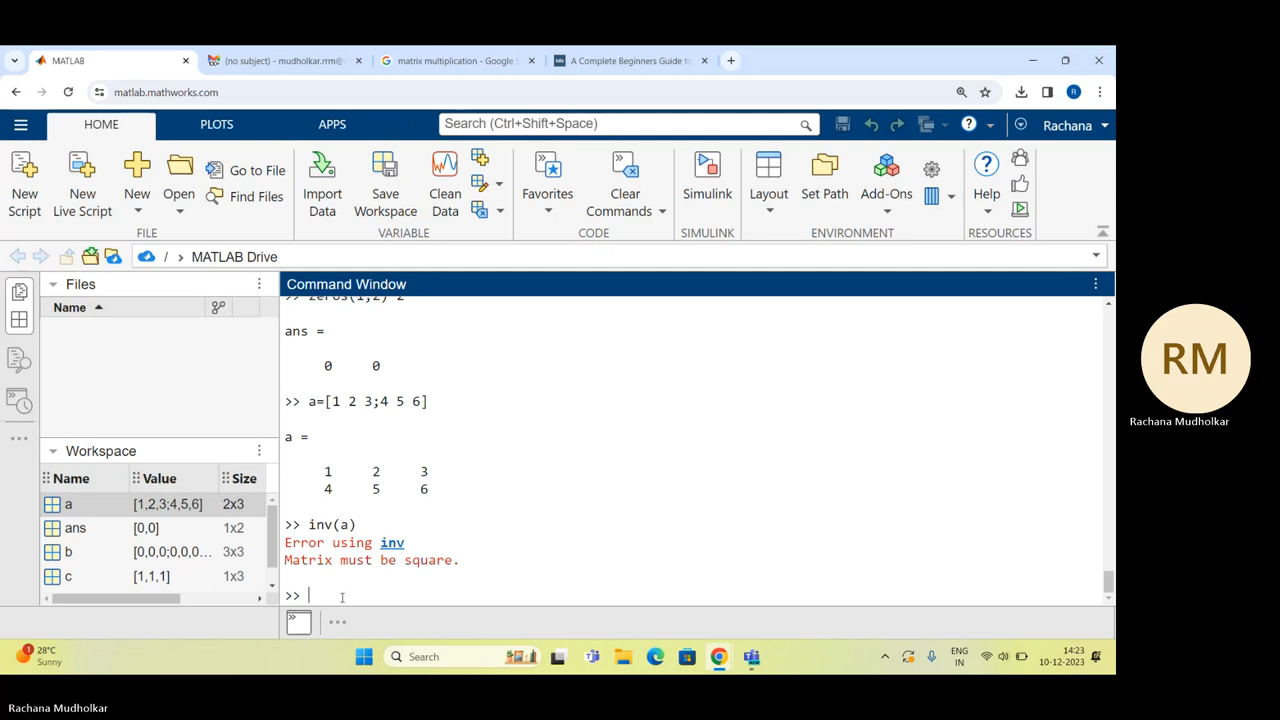 MATLAB
(no subject) - mudholkar.rrm@
matrix multiplication - Google S
A Complete Beginners Guide to
matlab.mathworks.com
R
HOME
PLOTS
APPS
Search (Ctrl+Shift+Space)
Rachana
New Script
New Live Script
New
Open
Go to File
Find Files
Import Data
Save Workspace
Clean Data
Favorites
Clear Commands
Simulink
Layout
Set Path
Add-Ons
Help
FILE
VARIABLE
CODE
SIMULINK
ENVIRONMENT
RESOURCES
/ > MATLAB Drive
Files
Name
Workspace
Name Value Size
a [1,2,3;4,5,6] 2x3
ans [0,0] 1x2
b [0,0,0;0,0,0... 3x3
c [1,1,1] 1x3
Command Window
>> zeros(1,2)
ans =
0 0
>> a=[1 2 3;4 5 6]
a =
1 2 3
4 5 6
>> inv(a)
Error using inv
Matrix must be square.
>>
RM
Rachana Mudholkar
1
28°C
Sunny
Search
ENG
IN
14:23
10-12-2023
Rachana Mudholkar